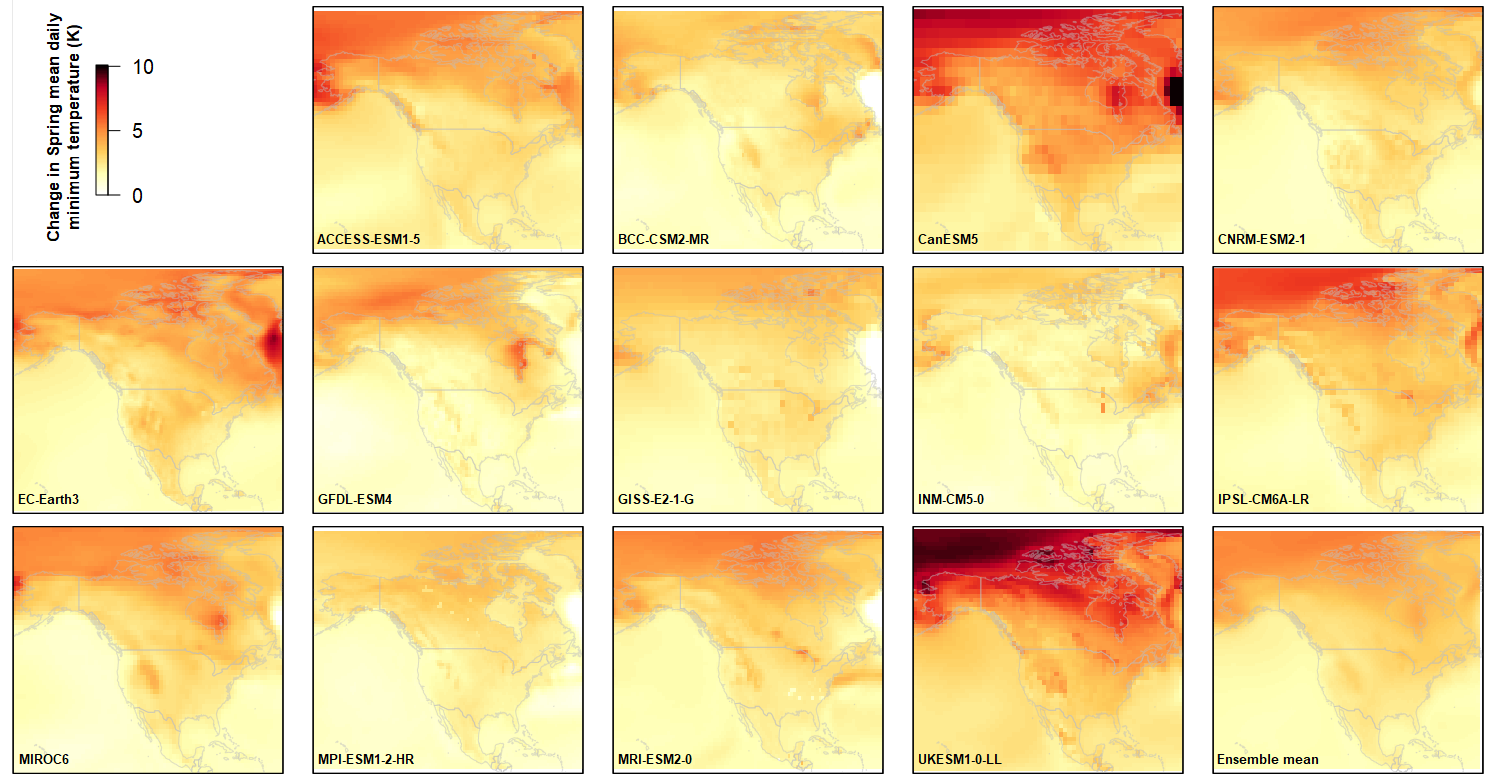 Change in Spring mean daily
minimum temperature (K)
10
5
0
ACCESS-ESM1-5
BCC-CSM2-MR
CanESM5
CNRM-ESM2-1
EC-Earth3
GFDL-ESM4
GISS-E2-1-G
INM-CM5-0
IPSL-CM6A-LR
MIROC6
MPI-ESM1-2-HR
MRI-ESM2-0
UKESM1-0-LL
Ensemble mean